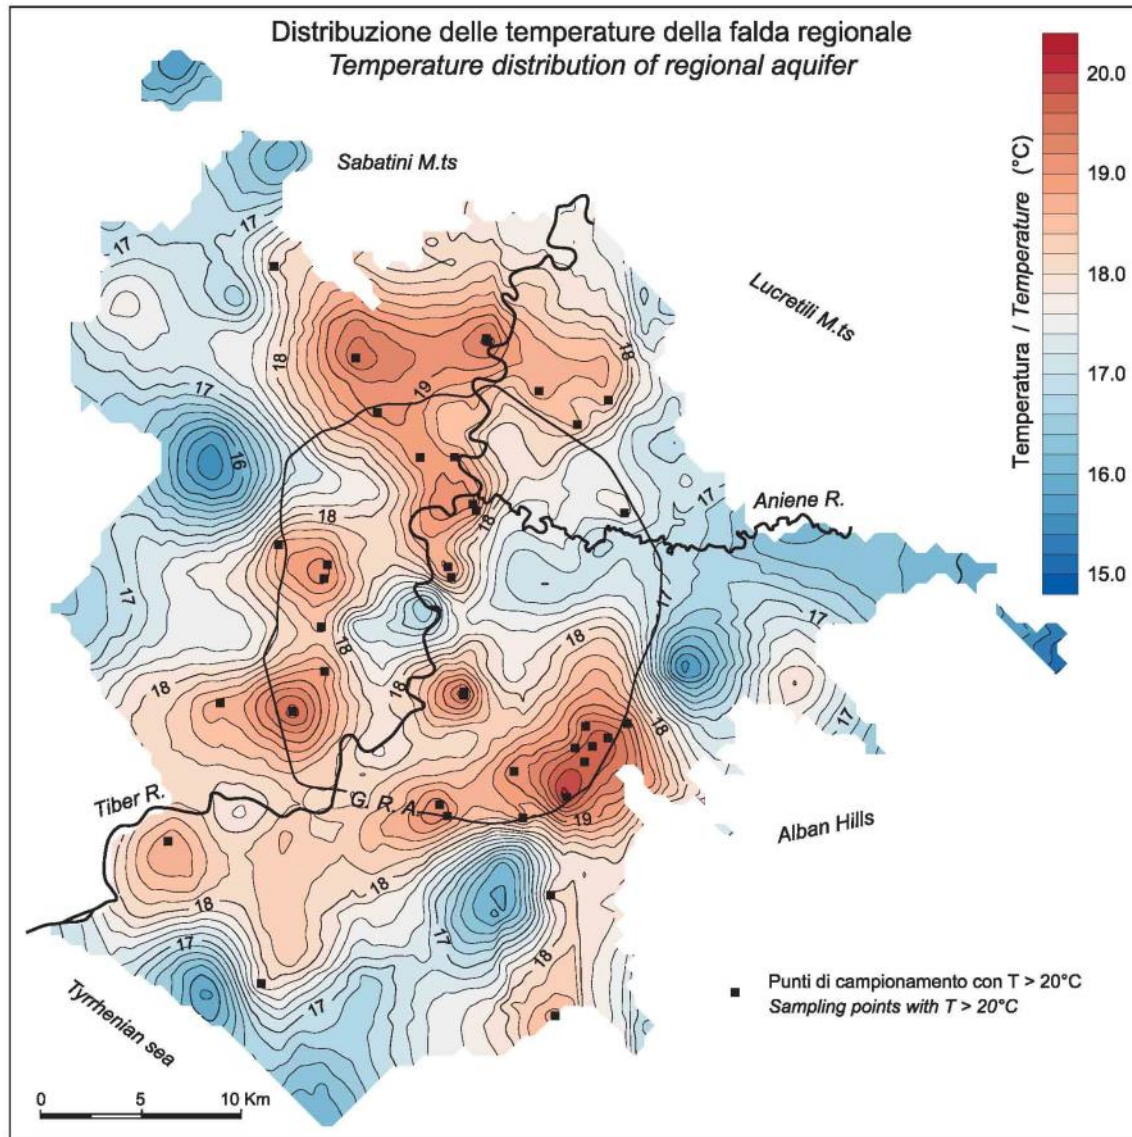 Distribuzione delle temperature della falda regionale
Temperature distribution of regional aquifer
Temperatura / Temperature (°C)
20.0
19.0
18.0
17.0
16.0
15.0
Sabatini M.ts
Lucretili M.ts
Aniene R.
17
17
18
18
19
17
16
17
18
18
17
17
17
18
18
18
18
18
Tiber R.
G. R. A.
19
Alban Hills
17
18
18
17
17
18
17
Tyrrhenian sea
Punti di campionamento con T > 20°C
Sampling points with T > 20°C
0 5 10 Km